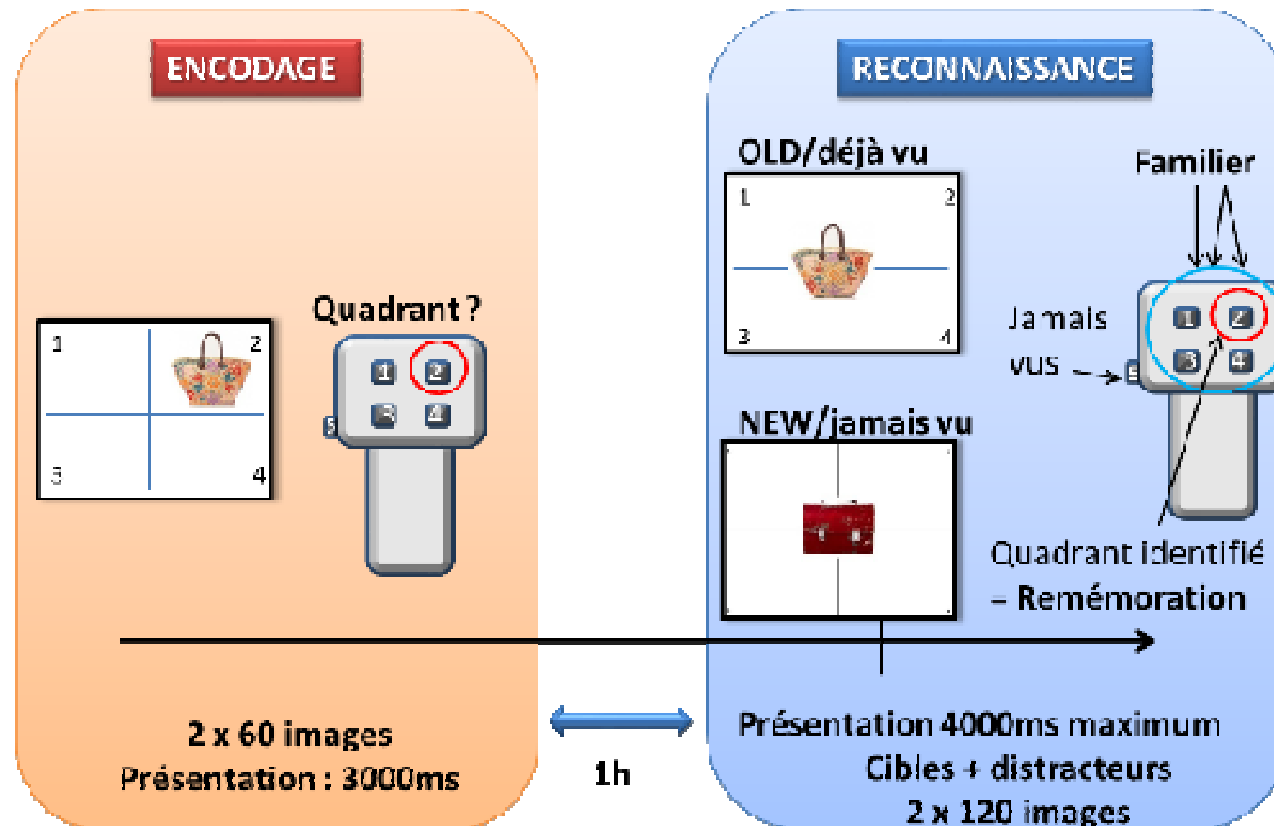 ENCODAGE
Quadrant ?
1
2
3
4
1
2
3
4
5
2 x 60 images
Présentation : 3000ms
1h
RECONNAISSANCE
OLD/déjà vu
1
2
3
4
Familier
Jamais
vus
1
2
3
4
5
NEW/jamais vu
Quadrant identifié
= Remémoration
Présentation 4000ms maximum
Cibles + distracteurs
2 x 120 images